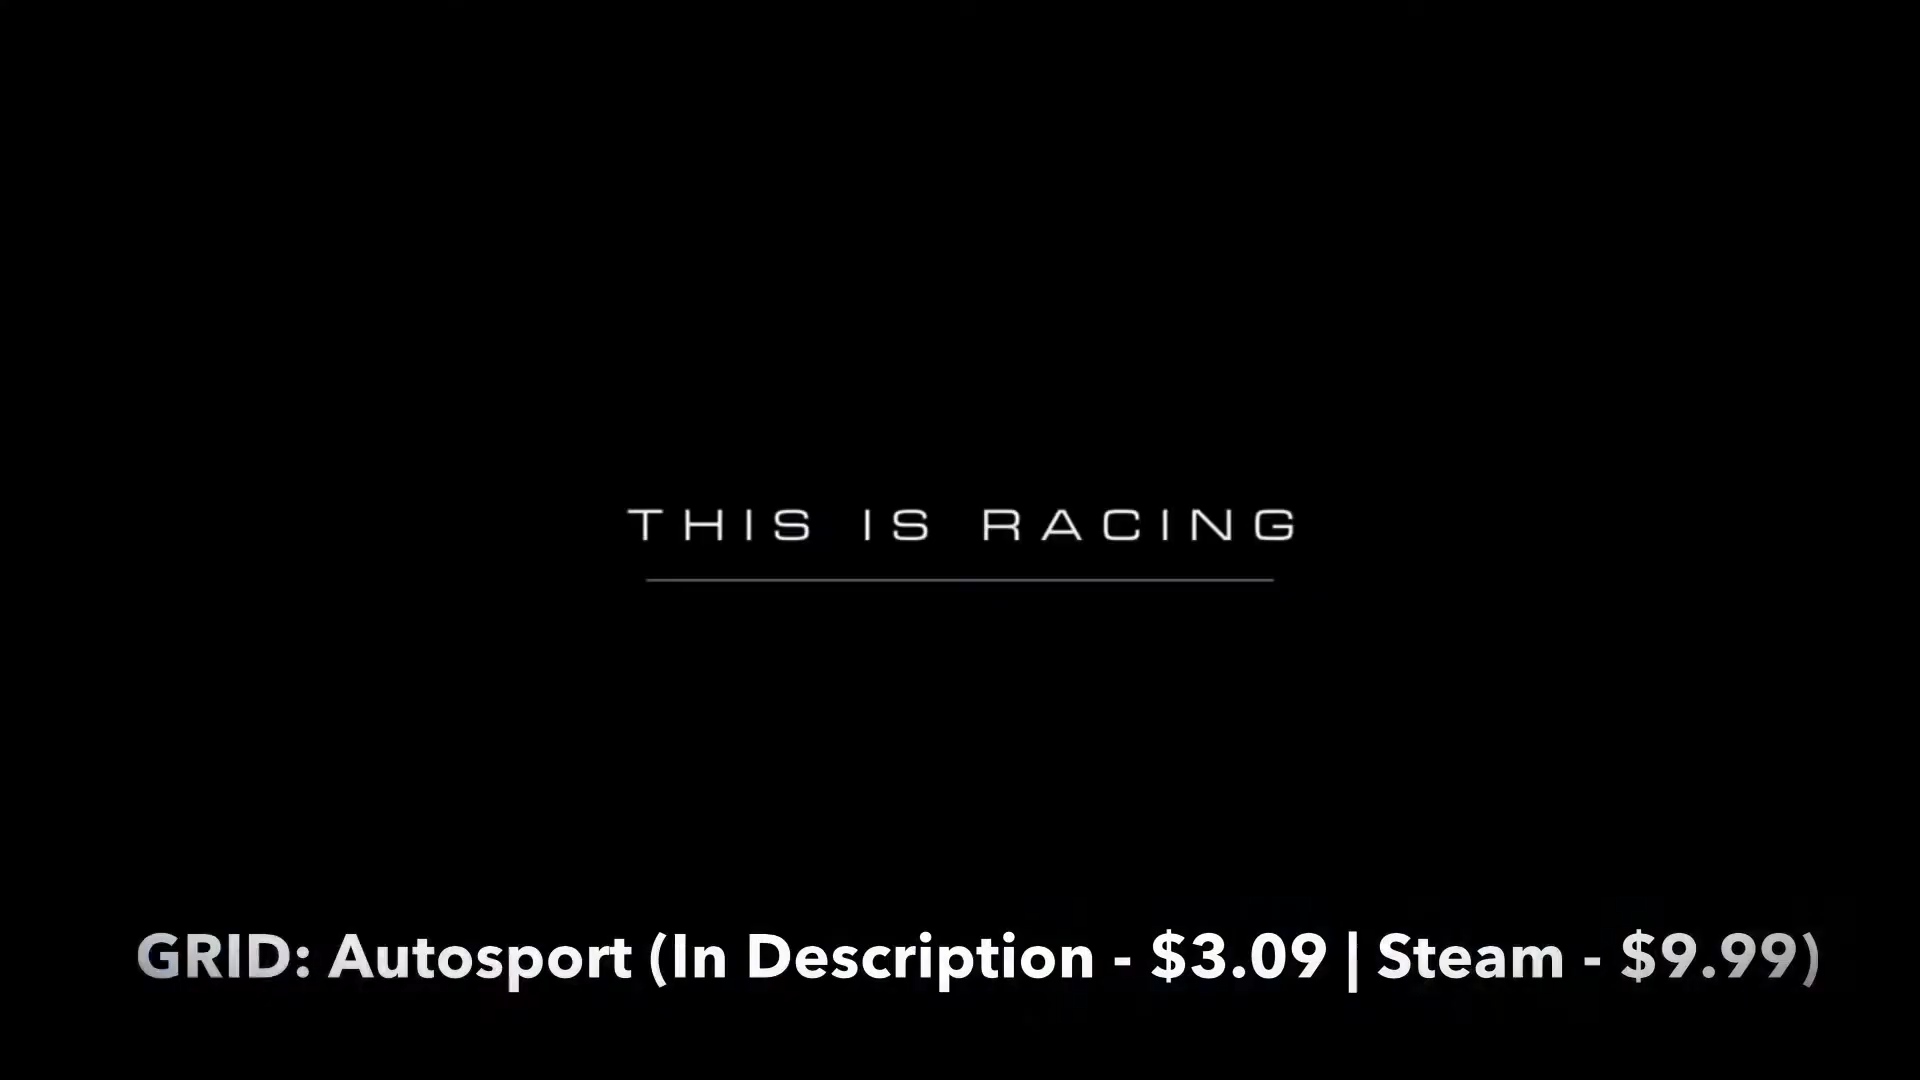 THIS IS RACING
GRID: Autosport (In Description - $3.09 | Steam - $9.99)